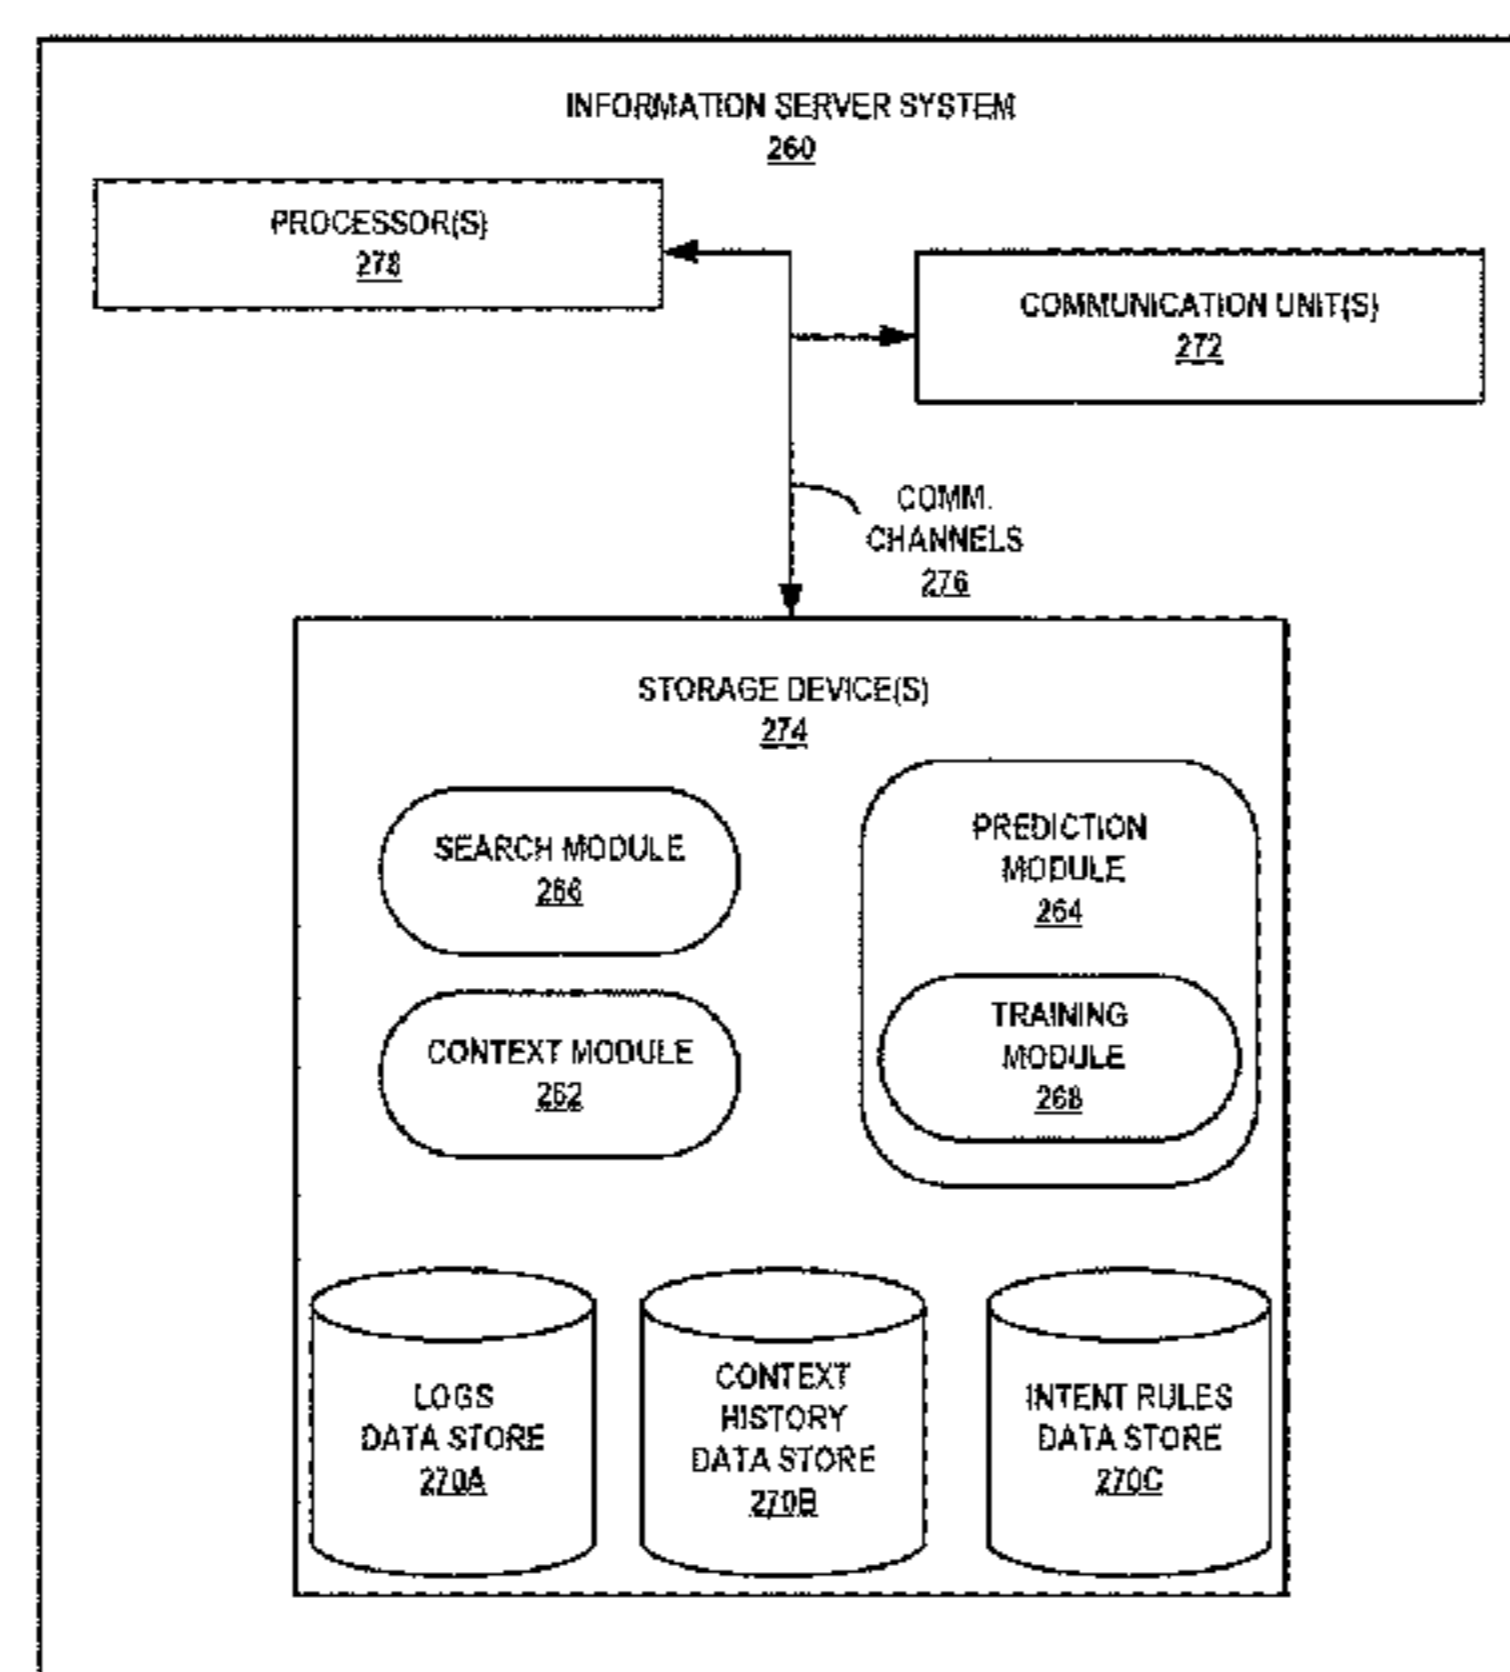 INFORMATION SERVER SYSTEM
260
PROCESSOR(S)
278
COMMUNICATION UNIT(S)
272
COMM.
CHANNELS
276
STORAGE DEVICE(S)
274
SEARCH MODULE
266
PREDICTION
MODULE
264
CONTEXT MODULE
262
TRAINING
MODULE
268
LOGS
DATA STORE
270A
CONTEXT
HISTORY
DATA STORE
270B
INTENT RULES
DATA STORE
270C